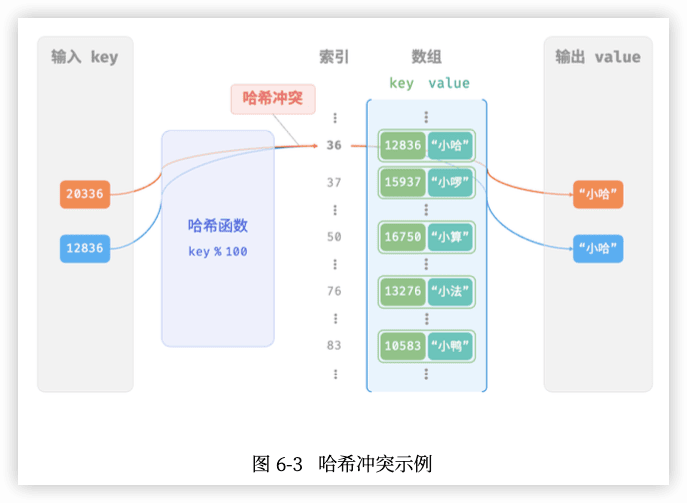 输入 key
索引
数组
输出 value
key value
哈希冲突
36
12836 “小哈”
37
15937 “小啰”
20336
“小哈”
哈希函数
key % 100
50
16750 “小算”
12836
“小哈”
76
13276 “小法”
83
10583 “小鸭”
图 6-3 哈希冲突示例